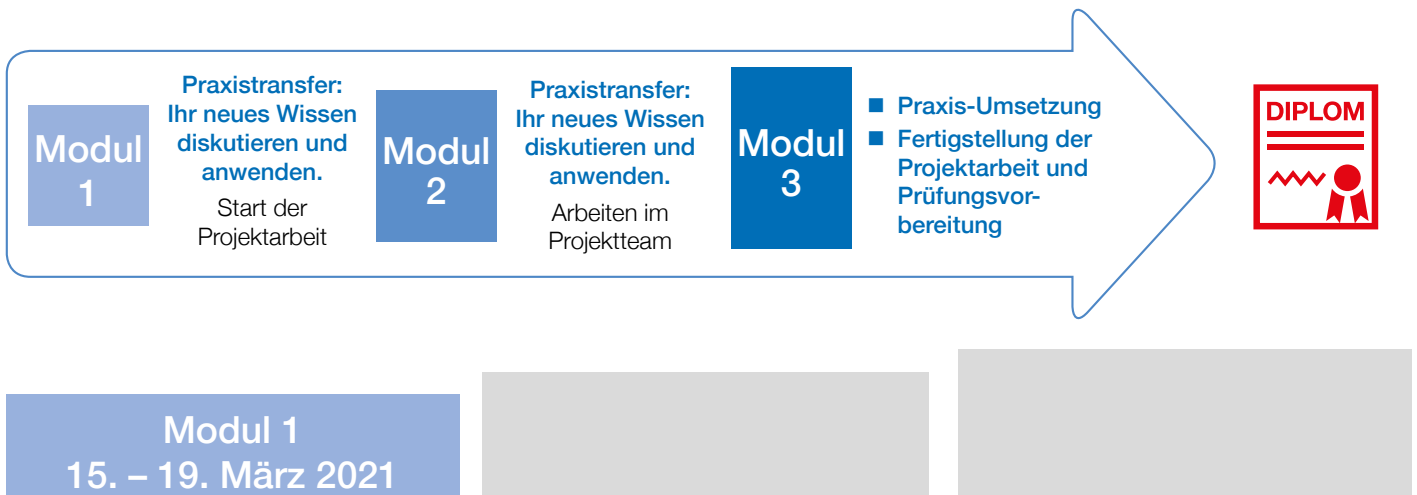 Modul
1
Praxistransfer:
Ihr neues Wissen
diskutieren und
anwenden.
Start der
Projektarbeit
Modul
2
Praxistransfer:
Ihr neues Wissen
diskutieren und
anwenden.
Arbeiten im
Projektteam
Modul
3
■ Praxis-Umsetzung
■ Fertigstellung der
Projektarbeit und
Prüfungsvor-
bereitung
DIPLOM
Modul 1
15. – 19. März 2021